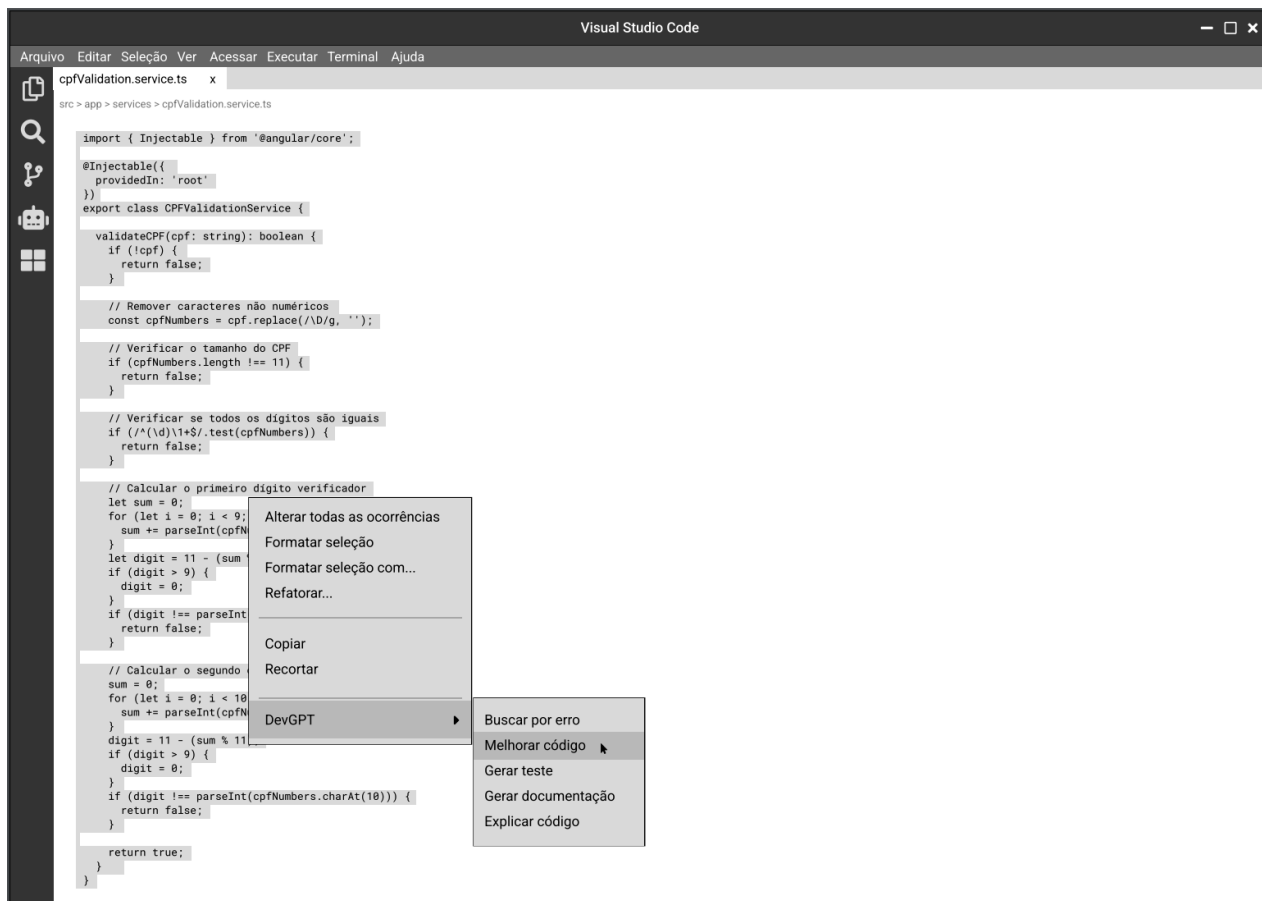 Visual Studio Code
Arquivo Editar Seleção Ver Acessar Executar Terminal Ajuda
cpfValidation.service.ts x
src > app > services > cpfValidation.service.ts
import { Injectable } from '@angular/core';
@Injectable({
providedIn: 'root'
})
export class CPFValidationService {
validateCPF(cpf: string): boolean {
if (!cpf) {
return false;
}
// Remover caracteres não numéricos
const cpfNumbers = cpf.replace(/\D/g, '');
// Verificar o tamanho do CPF
if (cpfNumbers.length !== 11) {
return false;
}
// Verificar se todos os dígitos são iguais
if (/^(\d)\1+$/.test(cpfNumbers)) {
return false;
}
// Calcular o primeiro dígito verificador
let sum = 0;
for (let i = 0; i < 9;
sum += parseInt(cpfN
}
let digit = 11 - (sum %
if (digit > 9) {
digit = 0;
}
if (digit !== parseInt
return false;
}
// Calcular o segundo
sum = 0;
for (let i = 0; i < 10
sum += parseInt(cpfN
}
digit = 11 - (sum % 11
if (digit > 9) {
digit = 0;
}
if (digit !== parseInt(cpfNumbers.charAt(10))) {
return false;
}
return true;
}
}
Alterar todas as ocorrências
Formatar seleção
Formatar seleção com...
Refatorar...
Copiar
Recortar
DevGPT
Buscar por erro
Melhorar código
Gerar teste
Gerar documentação
Explicar código